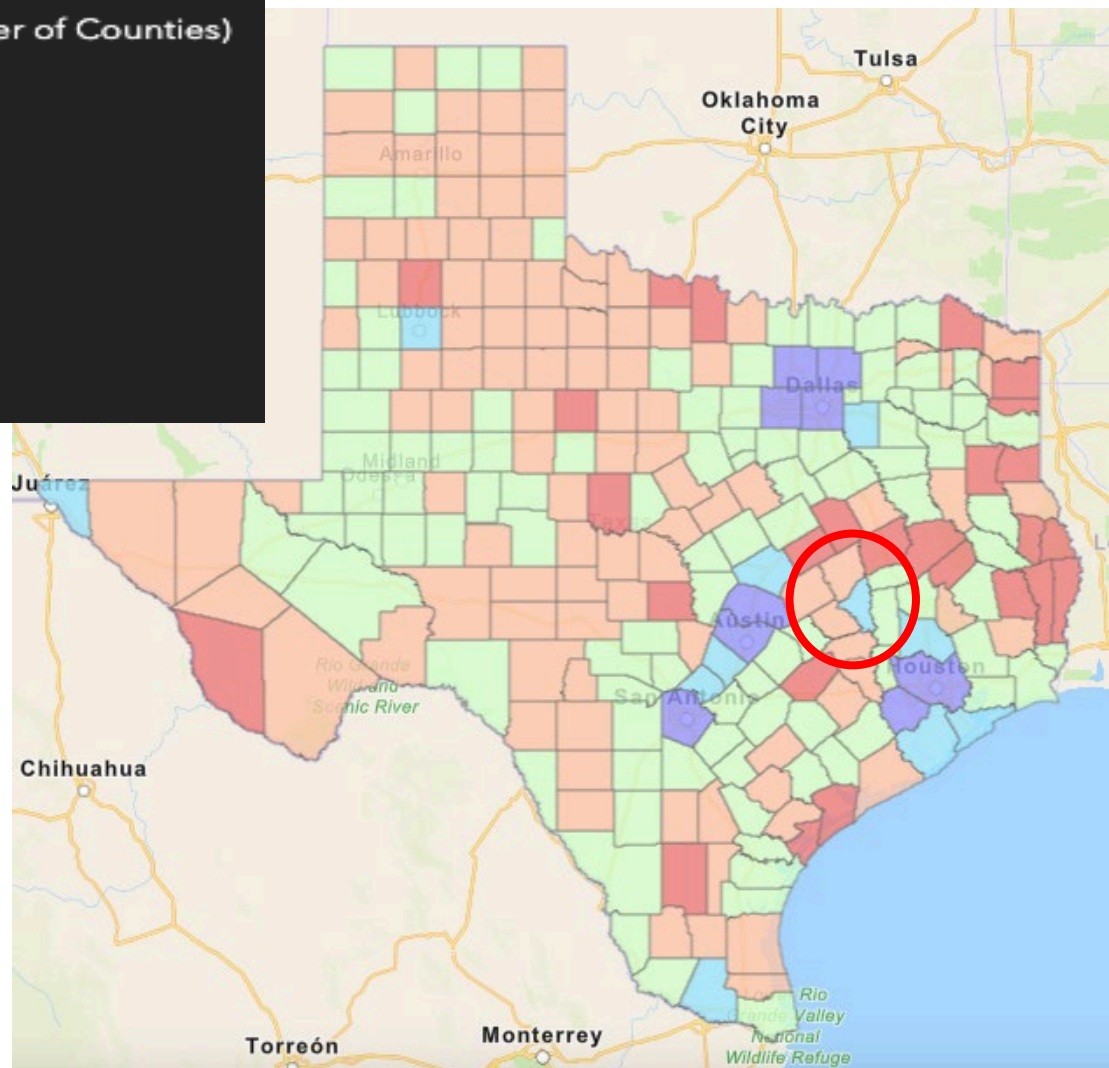 er of Counties)
Tulsa
Oklahoma
City
Amarillo
Lubbock
Dallas
Midland
Odessa
Juárez
Texas
Austin
Houston
San Antonio
Rio Grande
Wild and
Scenic River
Chihuahua
Rio
Grande Valley
National
Wildlife Refuge
Torreón
Monterrey